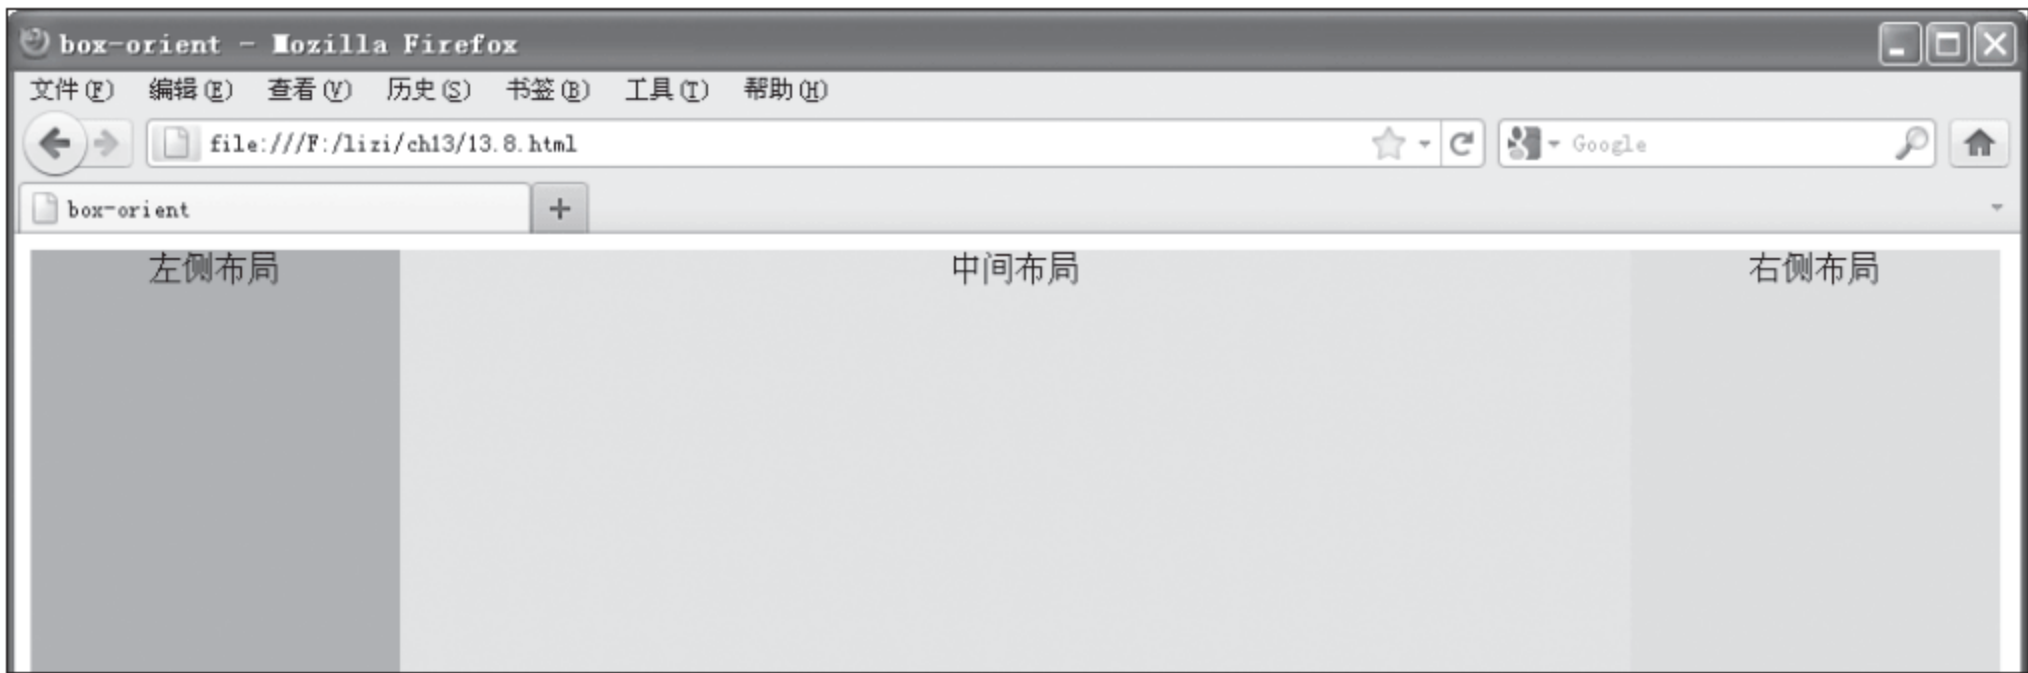 box-orient - Mozilla Firefox
文件(F) 编辑(E) 查看(V) 历史(S) 书签(B) 工具(T) 帮助(H)
file:///F:/lizi/ch13/13.8.html Google
box-orient
左侧布局 中间布局 右侧布局